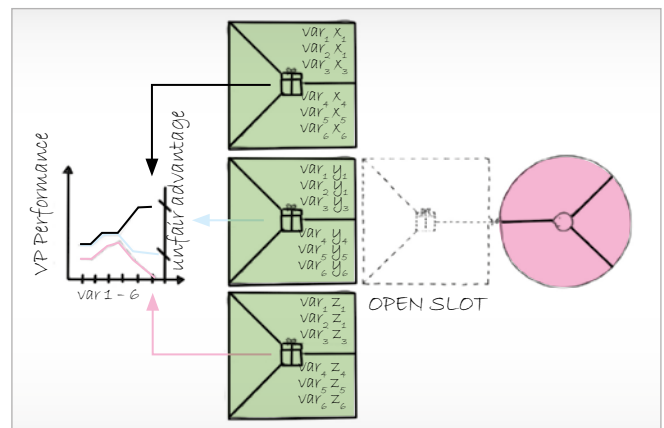 var₁ x₁
var₂ x₁
var₃ x₃
var₄ x₄
var₅ x₅
var₆ x₆
VP Performance
unfair advantage
var 1 - 6
var₁ y₁
var₂ y₁
var₃ y₃
var₄ y₄
var₅ y₅
var₆ y₆
OPEN SLOT
var₁ z₁
var₂ z₁
var₃ z₃
var₄ z₄
var₅ z₅
var₆ z₆